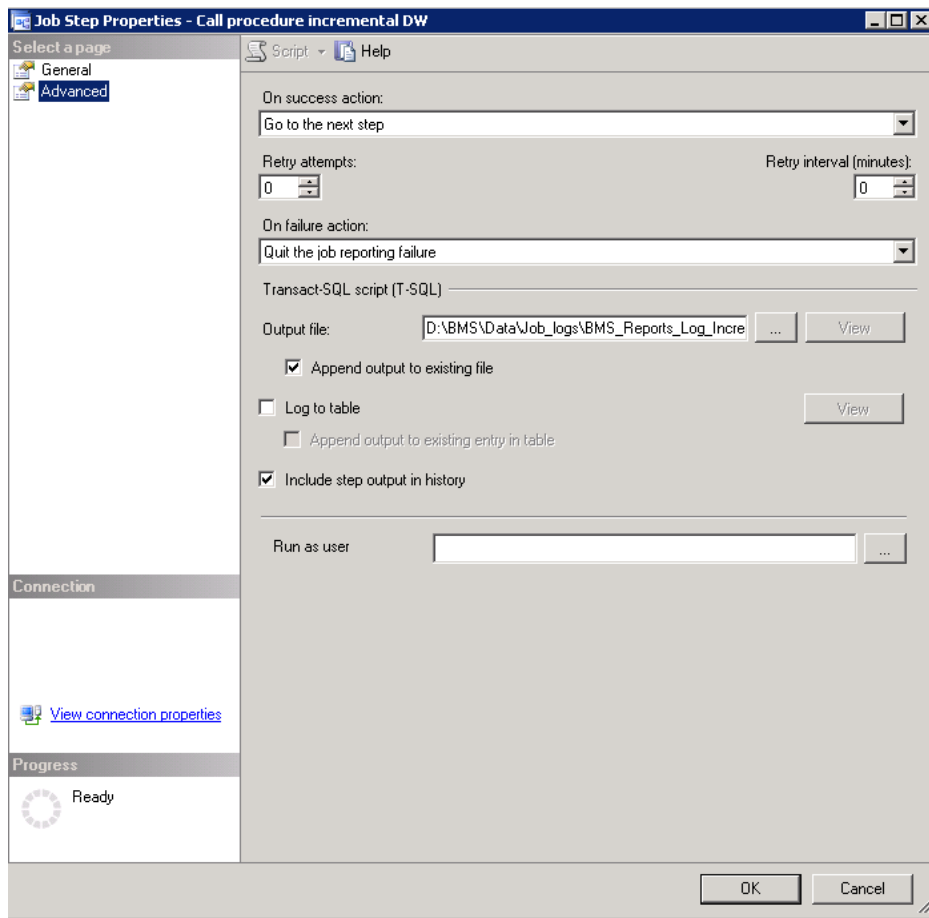 Job Step Properties - Call procedure incremental DW
Select a page
General
Advanced
Script
Help
On success action:
Go to the next step
Retry attempts:
Retry interval (minutes):
0
0
On failure action:
Quit the job reporting failure
Transact-SQL script (T-SQL)
Output file:
D:\BMS\Data\Job_logs\BMS_Reports_Log_Incre
...
View
Append output to existing file
Log to table
View
Append output to existing entry in table
Include step output in history
Run as user
...
Connection
View connection properties
Progress
Ready
OK
Cancel